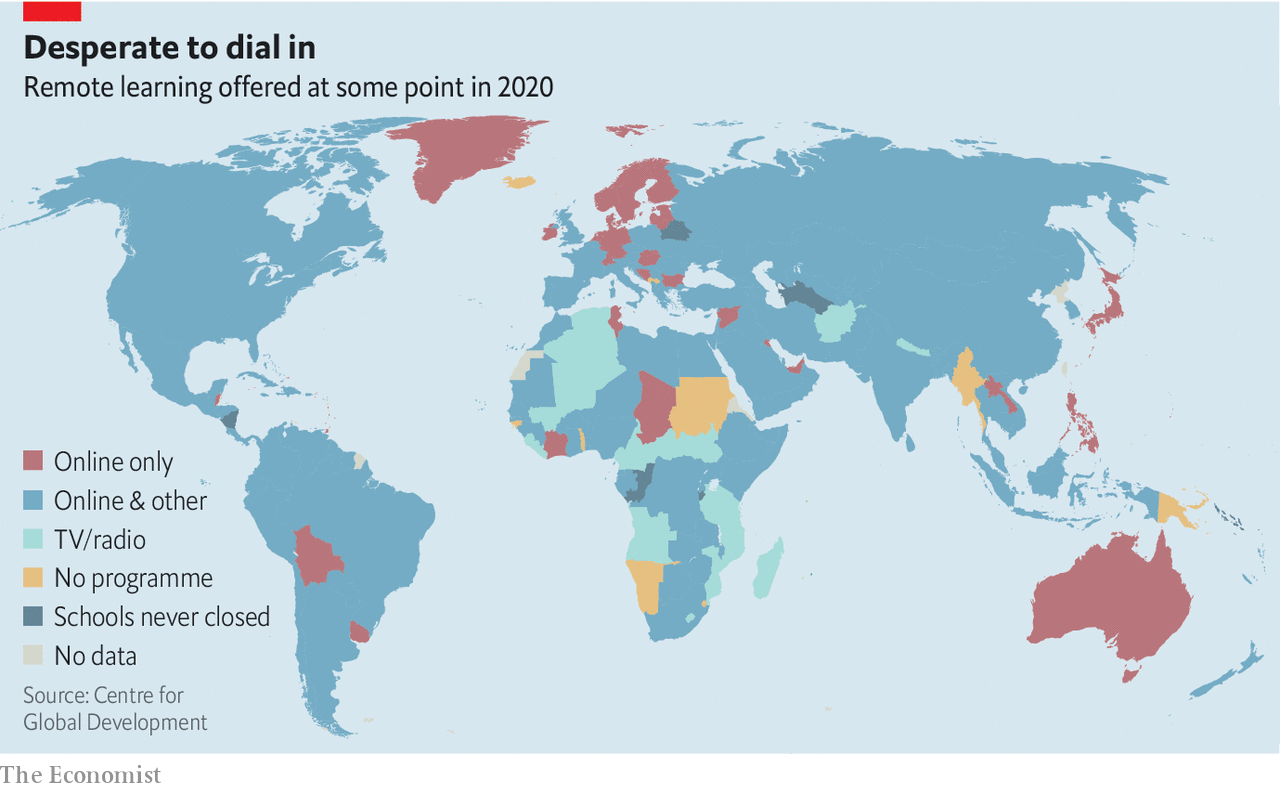 Desperate to dial in
Remote learning offered at some point in 2020
Online only
Online & other
TV/radio
No programme
Schools never closed
No data
Source: Centre for
Global Development
The Economist